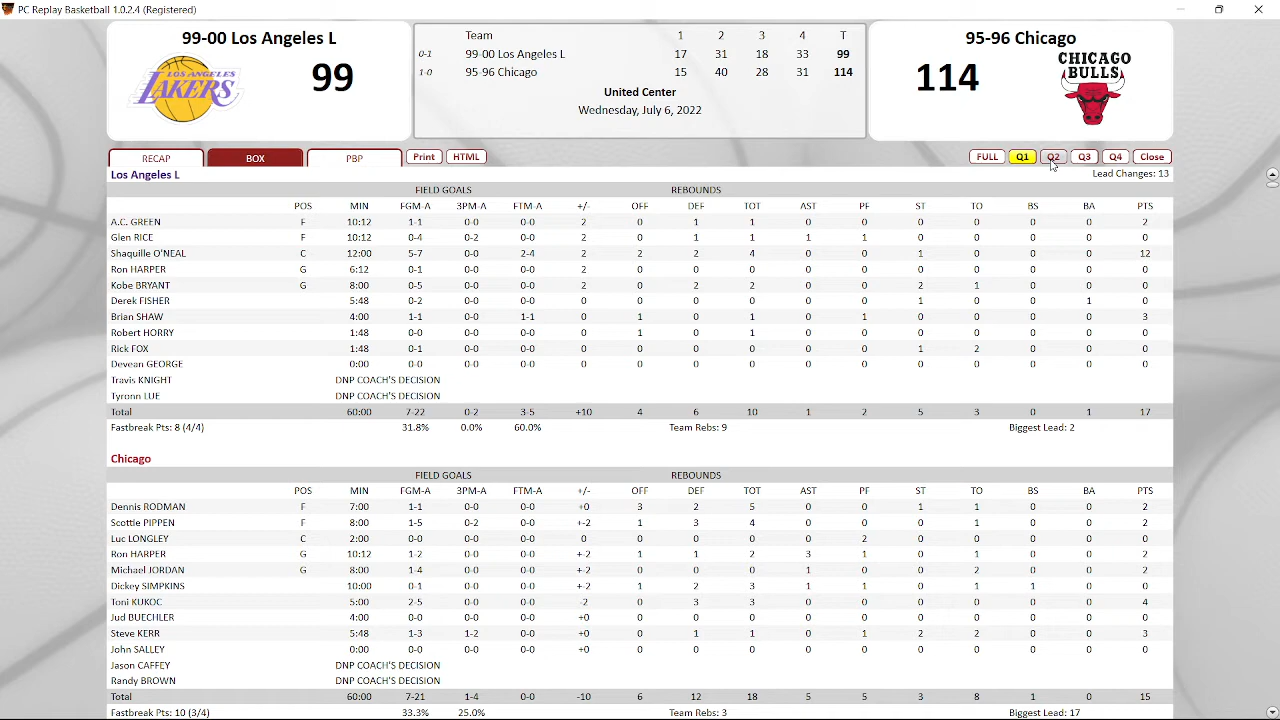 PC Replay Basketball 1.0.2.4 (Registered)
99-00 Los Angeles L
LOS ANGELES
LAKERS
99
Team 1 2 3 4 T
0-1 99-00 Los Angeles L 17 31 18 33 99
1-0 95-96 Chicago 15 40 28 31 114
United Center
Wednesday, July 6, 2022
95-96 Chicago
114
CHICAGO
BULLS
RECAP BOX PBP Print HTML FULL Q1 Q2 Q3 Q4 Close
Los Angeles L Lead Changes: 13
FIELD GOALS REBOUNDS
POS MIN FGM-A 3PM-A FTM-A +/- OFF DEF TOT AST PF ST TO BS BA PTS
A.C. GREEN F 10:12 1-1 0-0 0-0 2 0 1 1 0 0 0 0 0 0 2
Glen RICE F 10:12 0-4 0-2 0-0 2 0 1 1 1 1 0 0 0 0 0
Shaquille O'NEAL C 12:00 5-7 0-0 2-4 2 2 2 4 0 0 1 0 0 0 12
Ron HARPER G 6:12 0-1 0-0 0-0 2 0 0 0 0 0 0 0 0 0 0
Kobe BRYANT G 8:00 0-5 0-0 0-0 2 0 2 2 0 0 2 1 0 0 0
Derek FISHER 5:48 0-2 0-0 0-0 0 0 0 0 0 0 1 0 0 1 0
Brian SHAW 4:00 1-1 0-0 1-1 0 1 0 1 0 1 0 0 0 0 3
Robert HORRY 1:48 0-0 0-0 0-0 0 1 0 1 0 0 0 0 0 0 0
Rick FOX 1:48 0-1 0-0 0-0 0 0 0 0 0 0 1 2 0 0 0
Devean GEORGE 0:00 0-0 0-0 0-0 0 0 0 0 0 0 0 0 0 0 0
Travis KNIGHT DNP COACH'S DECISION
Tyronn LUE DNP COACH'S DECISION
Total 60:00 7-22 0-2 3-5 +10 4 6 10 1 2 5 3 0 1 17
Fastbreak Pts: 8 (4/4) 31.8% 0.0% 60.0% Team Rebs: 9 Biggest Lead: 2
Chicago
FIELD GOALS REBOUNDS
POS MIN FGM-A 3PM-A FTM-A +/- OFF DEF TOT AST PF ST TO BS BA PTS
Dennis RODMAN F 7:00 1-1 0-0 0-0 +0 3 2 5 0 0 1 1 0 0 2
Scottie PIPPEN F 8:00 1-5 0-2 0-0 +-2 1 3 4 0 0 0 1 0 0 2
Luc LONGLEY C 2:00 0-0 0-0 0-0 0 0 0 0 0 2 0 0 0 0 0
Ron HARPER G 10:12 1-2 0-0 0-0 +-2 1 1 2 3 1 0 1 0 0 2
Michael JORDAN G 8:00 1-4 0-0 0-0 +-2 0 0 0 1 0 0 2 0 0 2
Dickey SIMPKINS 10:00 0-1 0-0 0-0 +-2 1 2 3 0 1 0 1 1 0 0
Toni KUKOC 5:00 2-5 0-0 0-0 -2 0 3 3 1 0 0 0 0 0 4
Jud BUECHLER 4:00 0-0 0-0 0-0 +0 0 0 0 0 0 0 0 0 0 0
Steve KERR 5:48 1-3 1-2 0-0 +0 0 1 1 0 1 2 2 0 0 3
John SALLEY 0:00 0-0 0-0 0-0 +0 0 0 0 0 0 0 0 0 0 0
Jason CAFFEY DNP COACH'S DECISION
Randy BROWN DNP COACH'S DECISION
Total 60:00 7-21 1-4 0-0 -10 6 12 18 5 5 3 8 1 0 15
Fastbreak Pts: 10 (3/4) 33.3% 25.0% Team Rebs: 3 Biggest Lead: 17